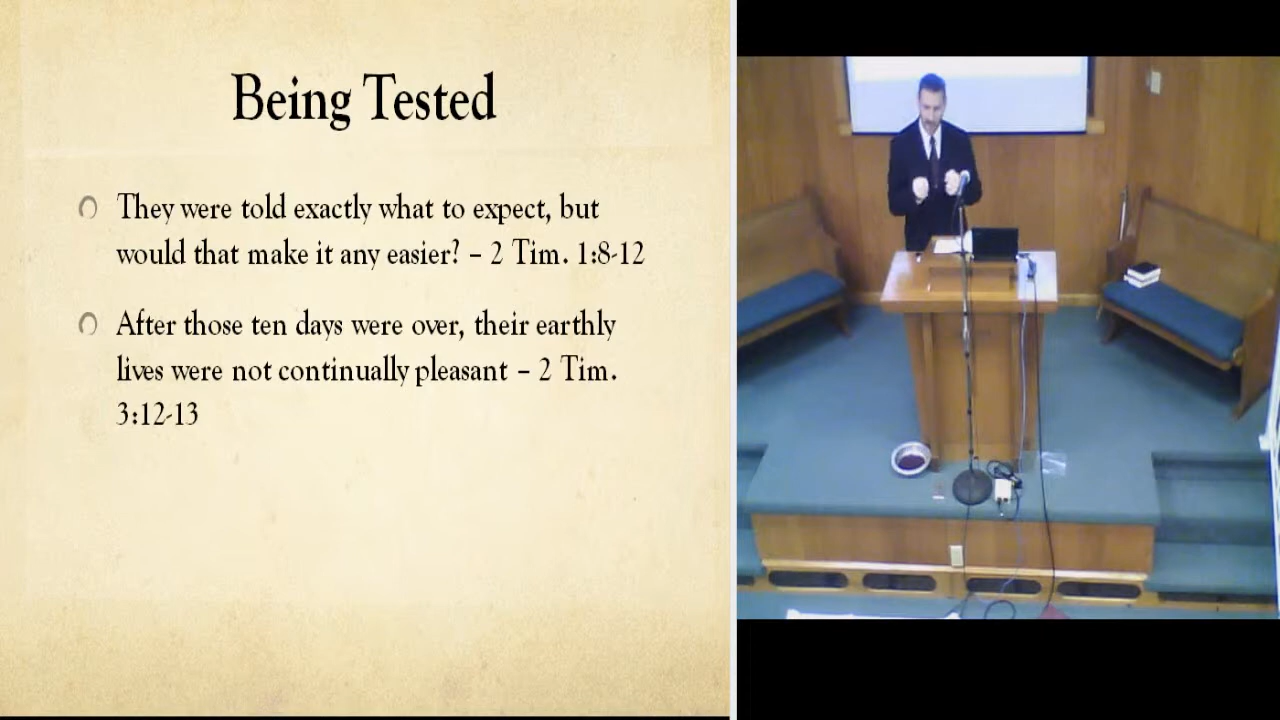 Being Tested
They were told exactly what to expect, but
would that make it any easier? – 2 Tim. 1:8-12
After those ten days were over, their earthly
lives were not continually pleasant – 2 Tim.
3:12-13